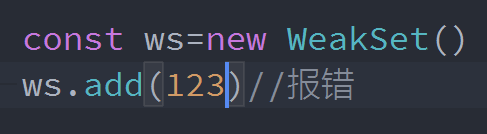 const ws=new WeakSet()
ws.add(123)//报错